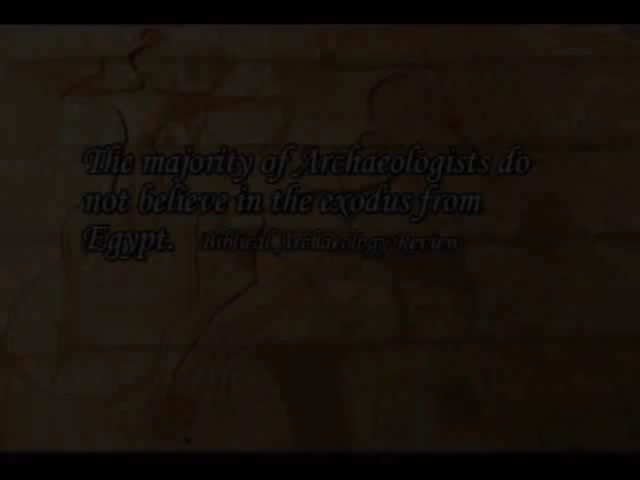 The majority of Archaeologists do
not believe in the exodus from
Egypt. Biblical Archaeology Review